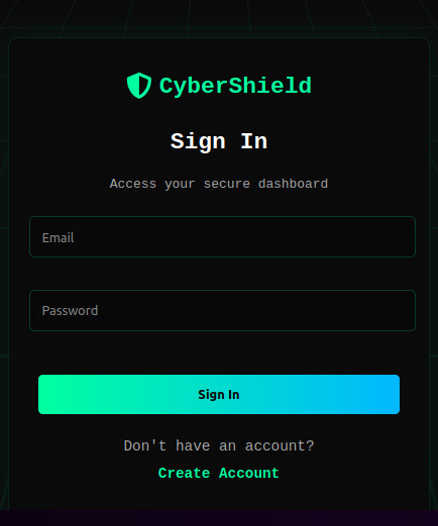 CyberShield
Sign In
Access your secure dashboard
Email
Password
Sign In
Don't have an account?
Create Account